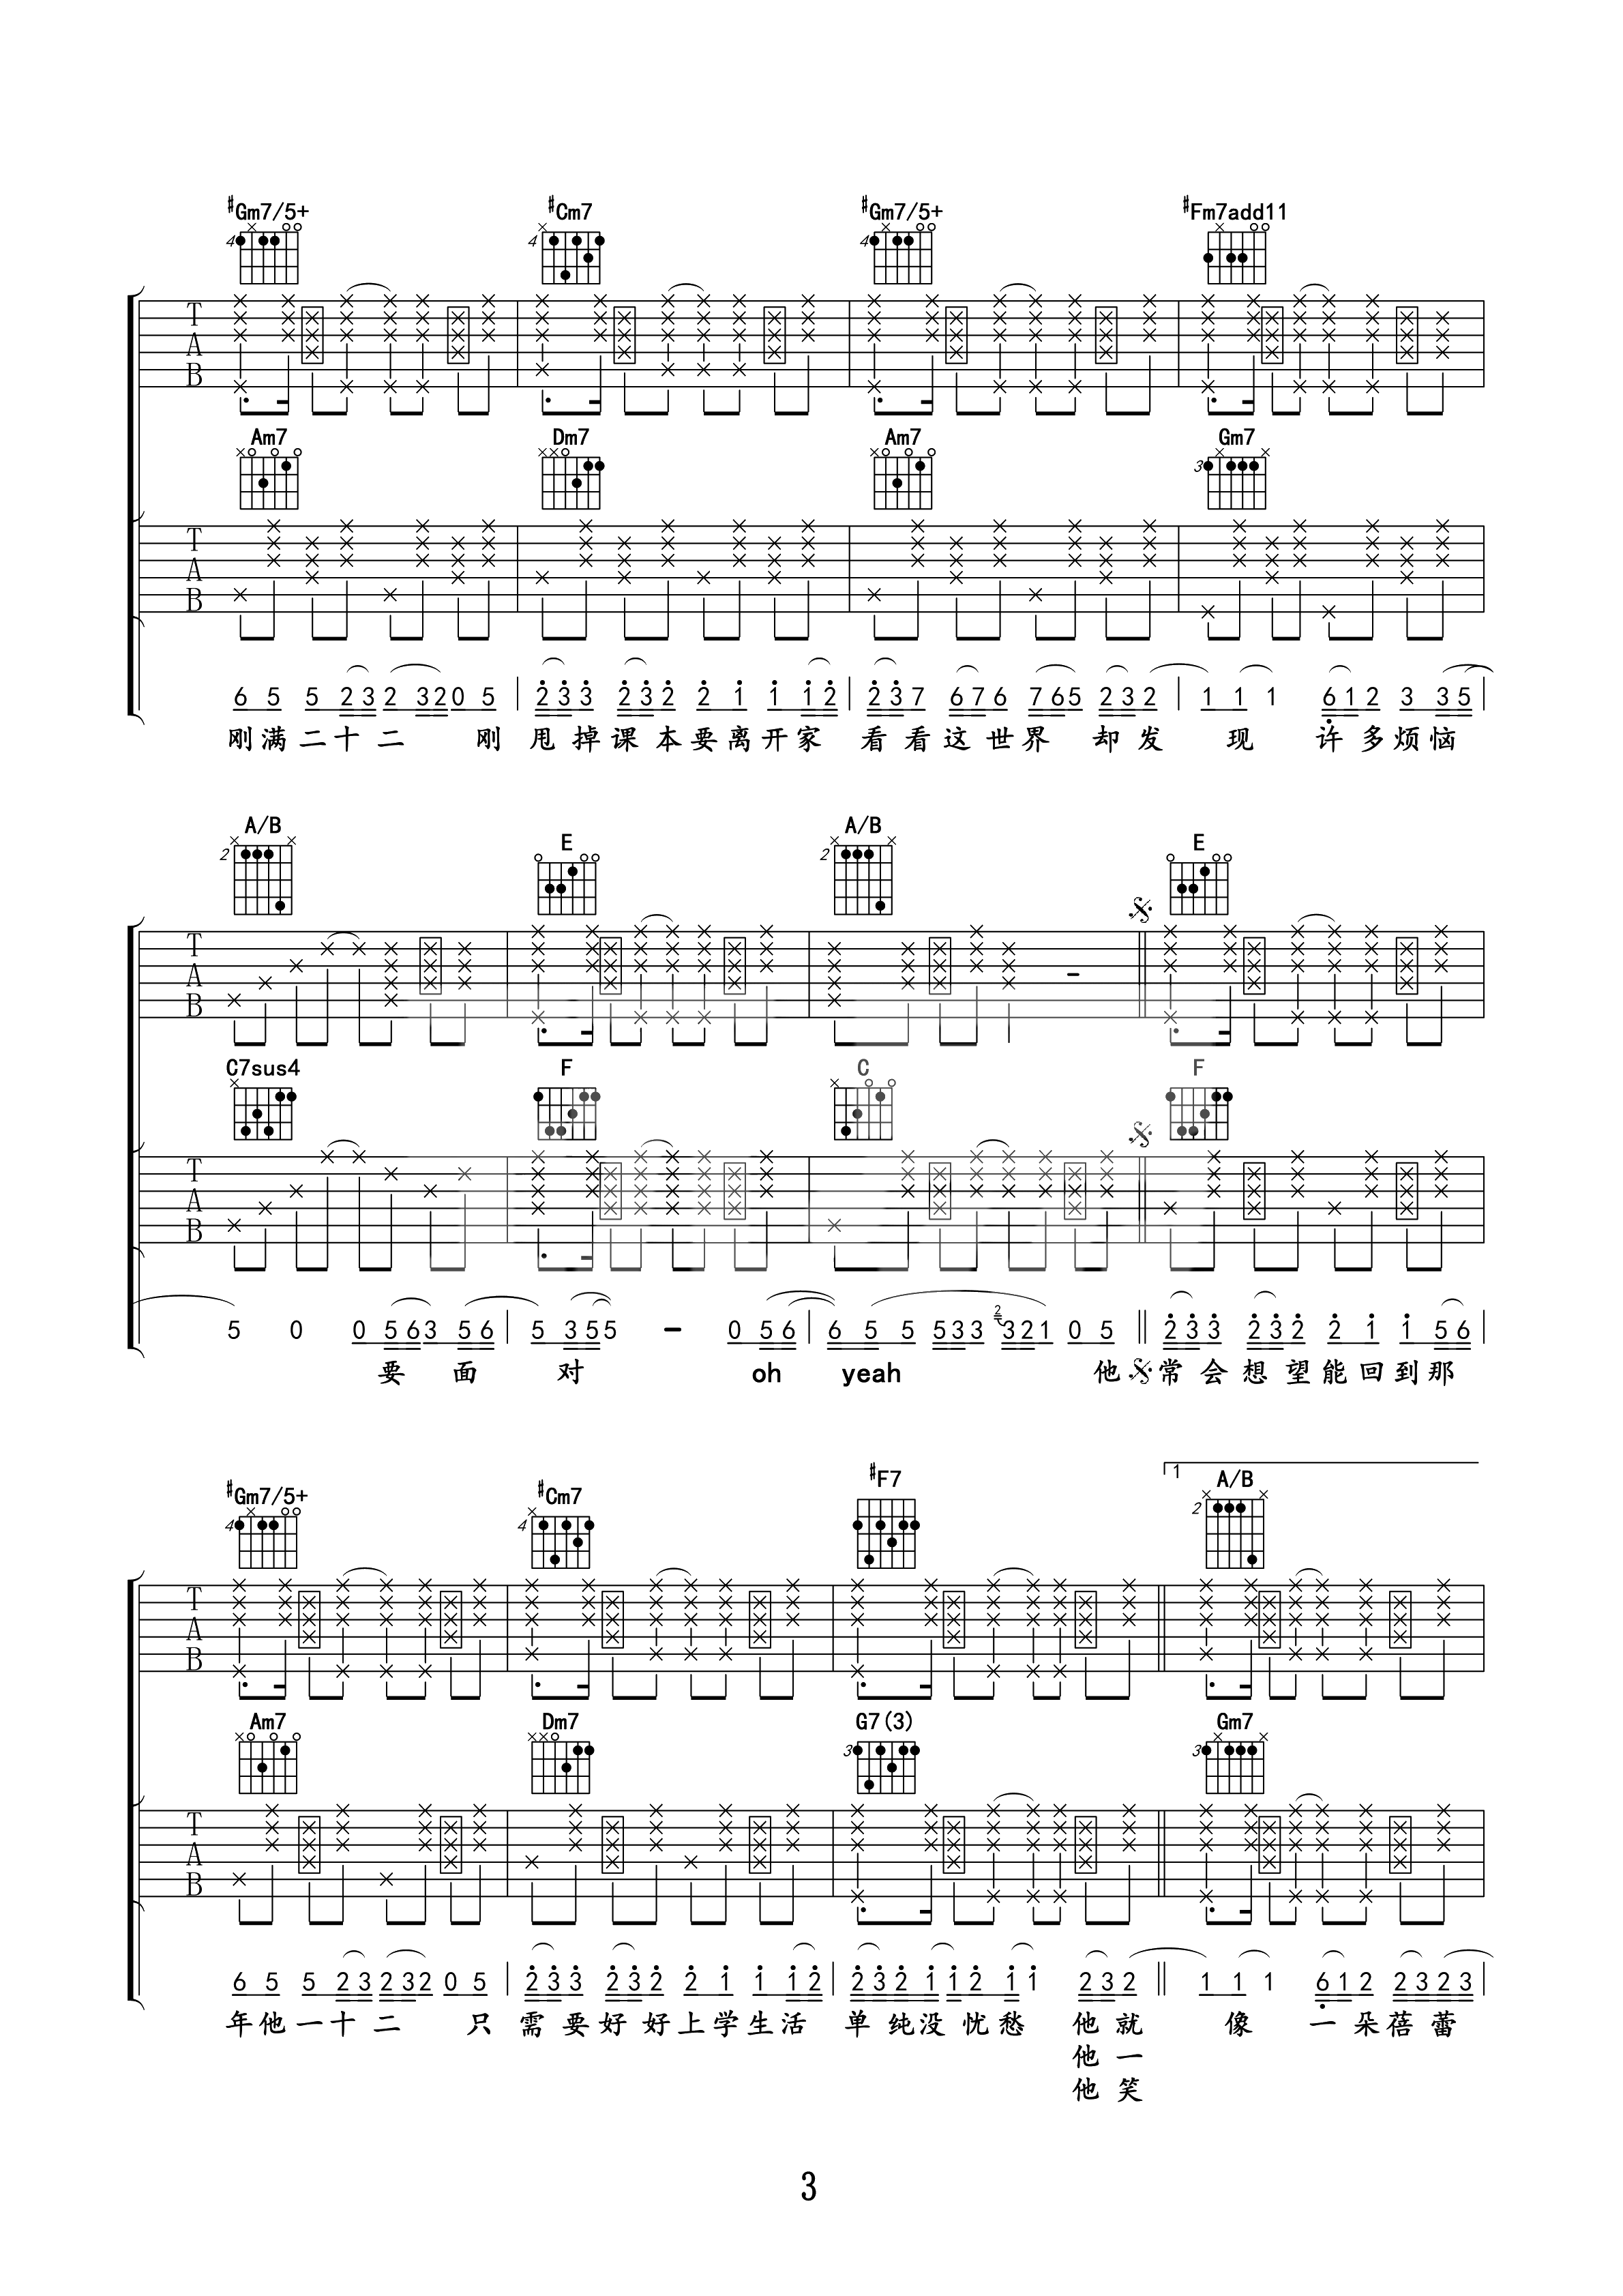 #Gm7/5+ #Cm7 #Gm7/5+ #Fm7add11
4 4 4
T A B
Am7 Dm7 Am7 Gm7
3
T A B
6 5 5 2 3 2 3 2 0 5 | 2 3 3 2 3 2 2 1 1 1 2 | 2 3 7 6 7 6 7 6 5 2 3 2 | 1 1 1 6 1 2 3 3 5 |
刚满二十二 刚 甩掉课本要离开家 看看这世界 却发 现 许多烦恼
A/B E A/B E
2 2
T A B
C7sus4 F C F
T A B
5 0 0 5 6 3 5 6 | 5 3 5 5 - 0 5 6 | 6 5 5 5 3 3 2 3 2 1 0 5 || 2 3 3 2 3 2 2 1 1 5 6 |
要 面 对 oh yeah 他 常会想望能回到那
#Gm7/5+ #Cm7 #F7 1 A/B
4 4 2
T A B
Am7 Dm7 G7(3) Gm7
3 3
T A B
6 5 5 2 3 2 3 2 0 5 | 2 3 3 2 3 2 2 1 1 1 2 | 2 3 2 1 1 2 1 1 2 3 2 || 1 1 1 6 1 2 2 3 2 3 |
年他一十二 只 需要好好上学生活 单纯没忧愁 他就 像 一朵蓓蕾
他一
他笑
3